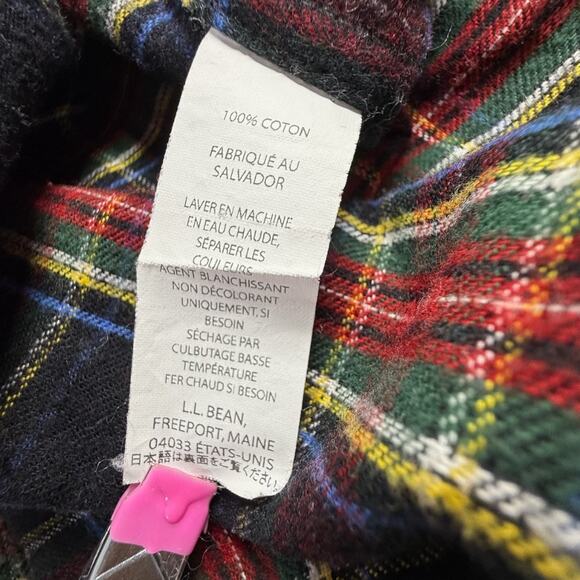 100% COTON
FABRIQUÉ AU
SALVADOR
LAVER EN MACHINE
EN EAU CHAUDE,
SÉPARER LES
COULEURS
AGENT BLANCHISSANT
NON DÉCOLORANT
UNIQUEMENT, SI
BESOIN
SÉCHAGE PAR
CULBUTAGE BASSE
TEMPÉRATURE
FER CHAUD SI BESOIN
L.L. BEAN,
FREEPORT, MAINE
04033 ÉTATS-UNIS
日本語は裏面をご覧ください